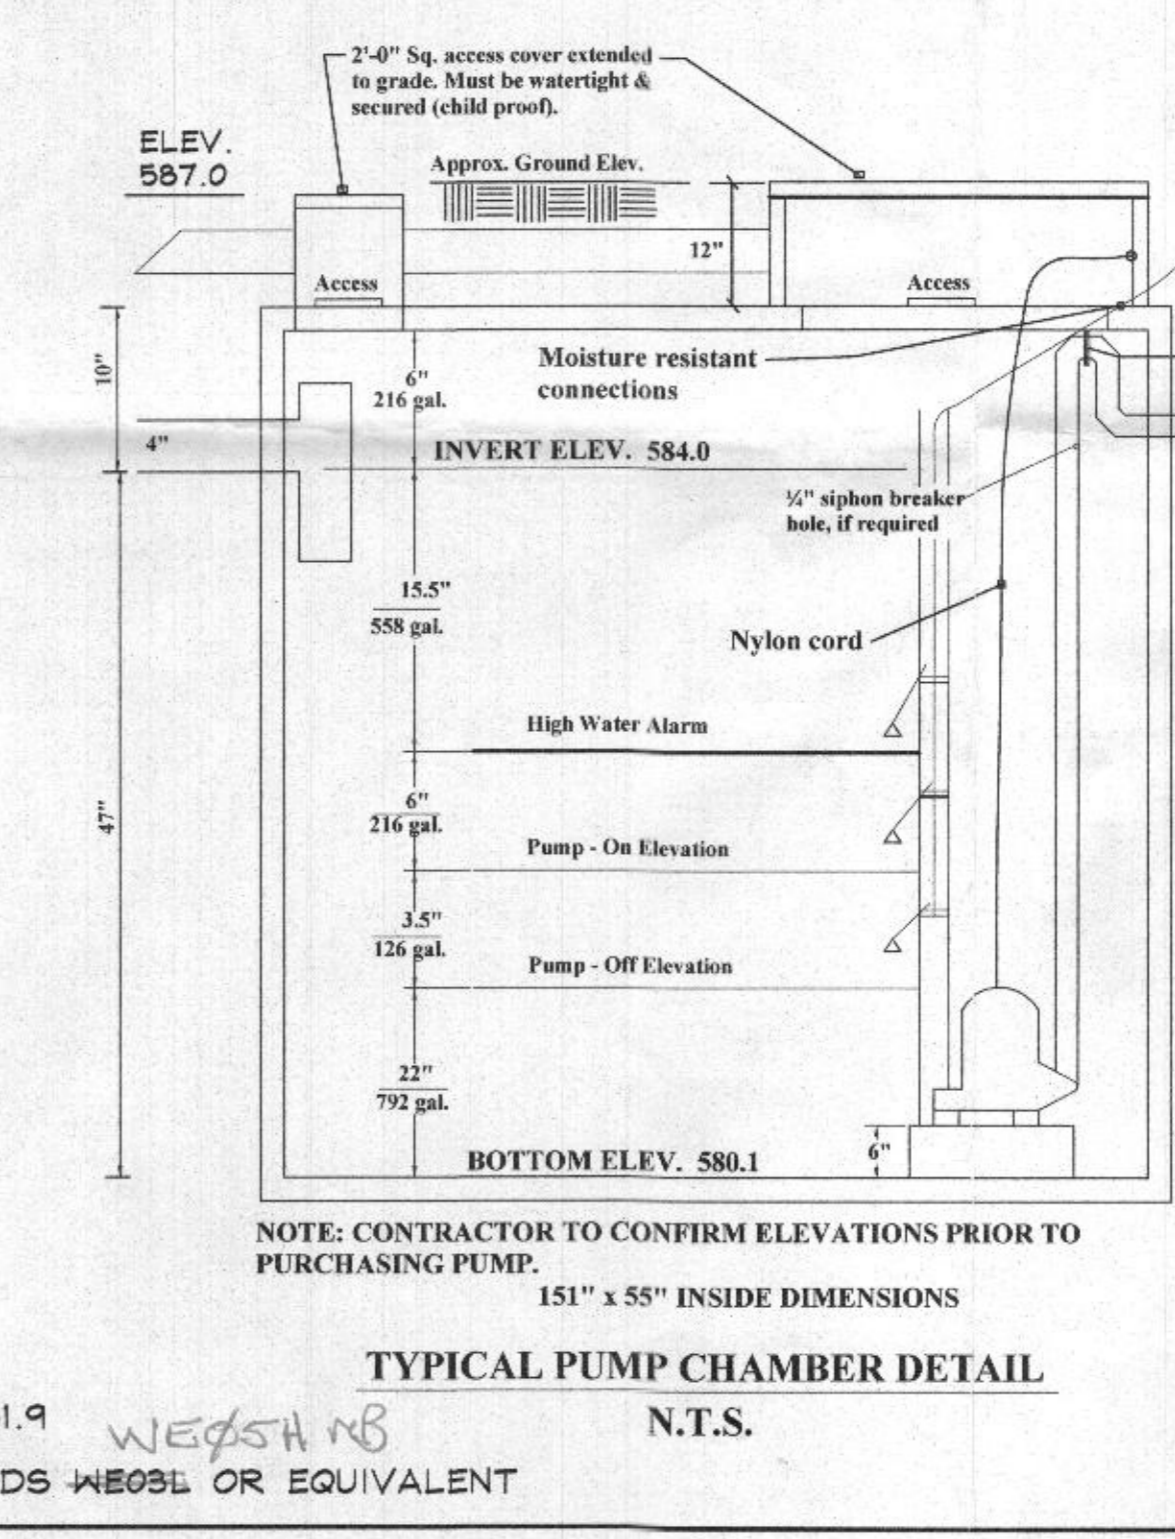 2'-0" Sq. access cover extended
to grade. Must be watertight &
secured (child proof).
ELEV.
587.0
Approx. Ground Elev.
12"
Access
Access
10"
6"
216 gal.
Moisture resistant
connections
4"
INVERT ELEV. 584.0
¼" siphon breaker
hole, if required
15.5"
558 gal.
Nylon cord
High Water Alarm
47"
6"
216 gal.
Pump - On Elevation
3.5"
126 gal.
Pump - Off Elevation
22"
792 gal.
6"
BOTTOM ELEV. 580.1
NOTE: CONTRACTOR TO CONFIRM ELEVATIONS PRIOR TO
PURCHASING PUMP.
151" x 55" INSIDE DIMENSIONS
TYPICAL PUMP CHAMBER DETAIL
N.T.S.
1.9
WEØ5H
DS WE03L OR EQUIVALENT